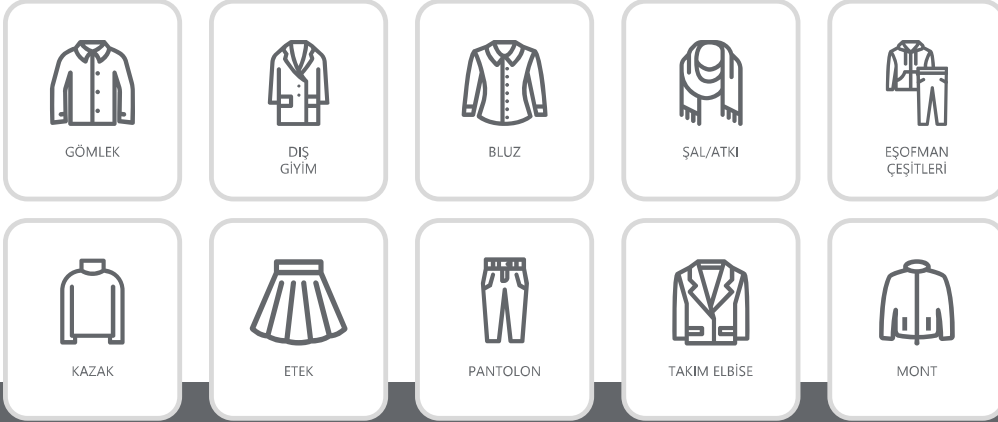 GÖMLEK
DIŞ
GİYİM
BLUZ
ŞAL/ATKI
EŞOFMAN
ÇEŞİTLERİ
KAZAK
ETEK
PANTOLON
TAKIM ELBİSE
MONT